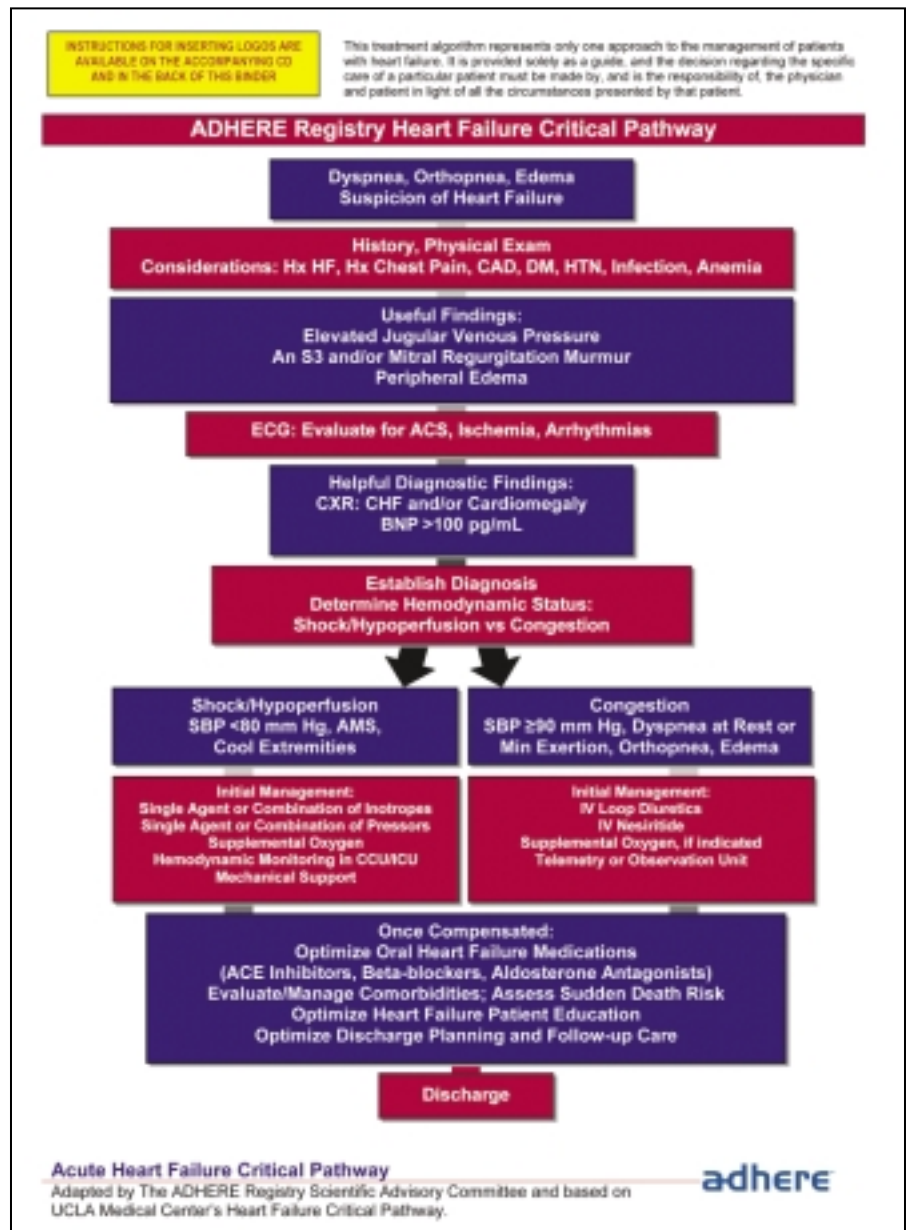 INSTRUCTIONS FOR INSERTING LOGOS ARE
AVAILABLE ON THE ACCOMPANYING CD
AND IN THE BACK OF THIS BINDER
This treatment algorithm represents only one approach to the management of patients
with heart failure. It is provided solely as a guide, and the decision regarding the specific
care of a particular patient must be made by, and is the responsibility of, the physician
and patient in light of all the circumstances presented by that patient.
ADHERE Registry Heart Failure Critical Pathway
Dyspnea, Orthopnea, Edema
Suspicion of Heart Failure
History, Physical Exam
Considerations: Hx HF, Hx Chest Pain, CAD, DM, HTN, Infection, Anemia
Useful Findings:
Elevated Jugular Venous Pressure
An S3 and/or Mitral Regurgitation Murmur
Peripheral Edema
ECG: Evaluate for ACS, Ischemia, Arrhythmias
Helpful Diagnostic Findings:
CXR: CHF and/or Cardiomegaly
BNP >100 pg/mL
Establish Diagnosis
Determine Hemodynamic Status:
Shock/Hypoperfusion vs Congestion
Shock/Hypoperfusion
SBP <80 mm Hg, AMS,
Cool Extremities
Initial Management:
Single Agent or Combination of Inotropes
Single Agent or Combination of Pressors
Supplemental Oxygen
Hemodynamic Monitoring in CCU/ICU
Mechanical Support
Congestion
SBP ≥90 mm Hg, Dyspnea at Rest or
Min Exertion, Orthopnea, Edema
Initial Management:
IV Loop Diuretics
IV Nesiritide
Supplemental Oxygen, if indicated
Telemetry or Observation Unit
Once Compensated:
Optimize Oral Heart Failure Medications
(ACE Inhibitors, Beta-blockers, Aldosterone Antagonists)
Evaluate/Manage Comorbidities; Assess Sudden Death Risk
Optimize Heart Failure Patient Education
Optimize Discharge Planning and Follow-up Care
Discharge
Acute Heart Failure Critical Pathway
Adapted by The ADHERE Registry Scientific Advisory Committee and based on
UCLA Medical Center's Heart Failure Critical Pathway.
adhere